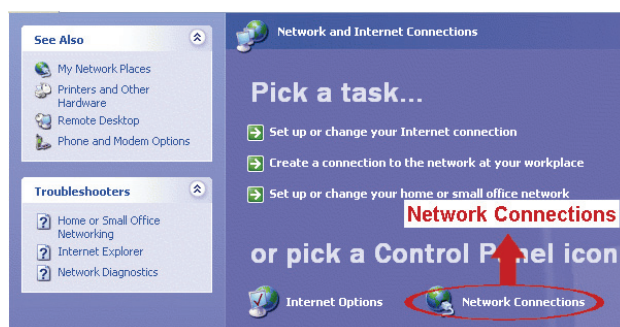 See Also
My Network Places
Printers and Other
Hardware
Remote Desktop
Phone and Modem Options
Troubleshooters
Home or Small Office
Networking
Internet Explorer
Network Diagnostics
Network and Internet Connections
Pick a task...
Set up or change your Internet connection
Create a connection to the network at your workplace
Set up or change your home or small office network
Network Connections
or pick a Control Panel icon
Internet Options
Network Connections